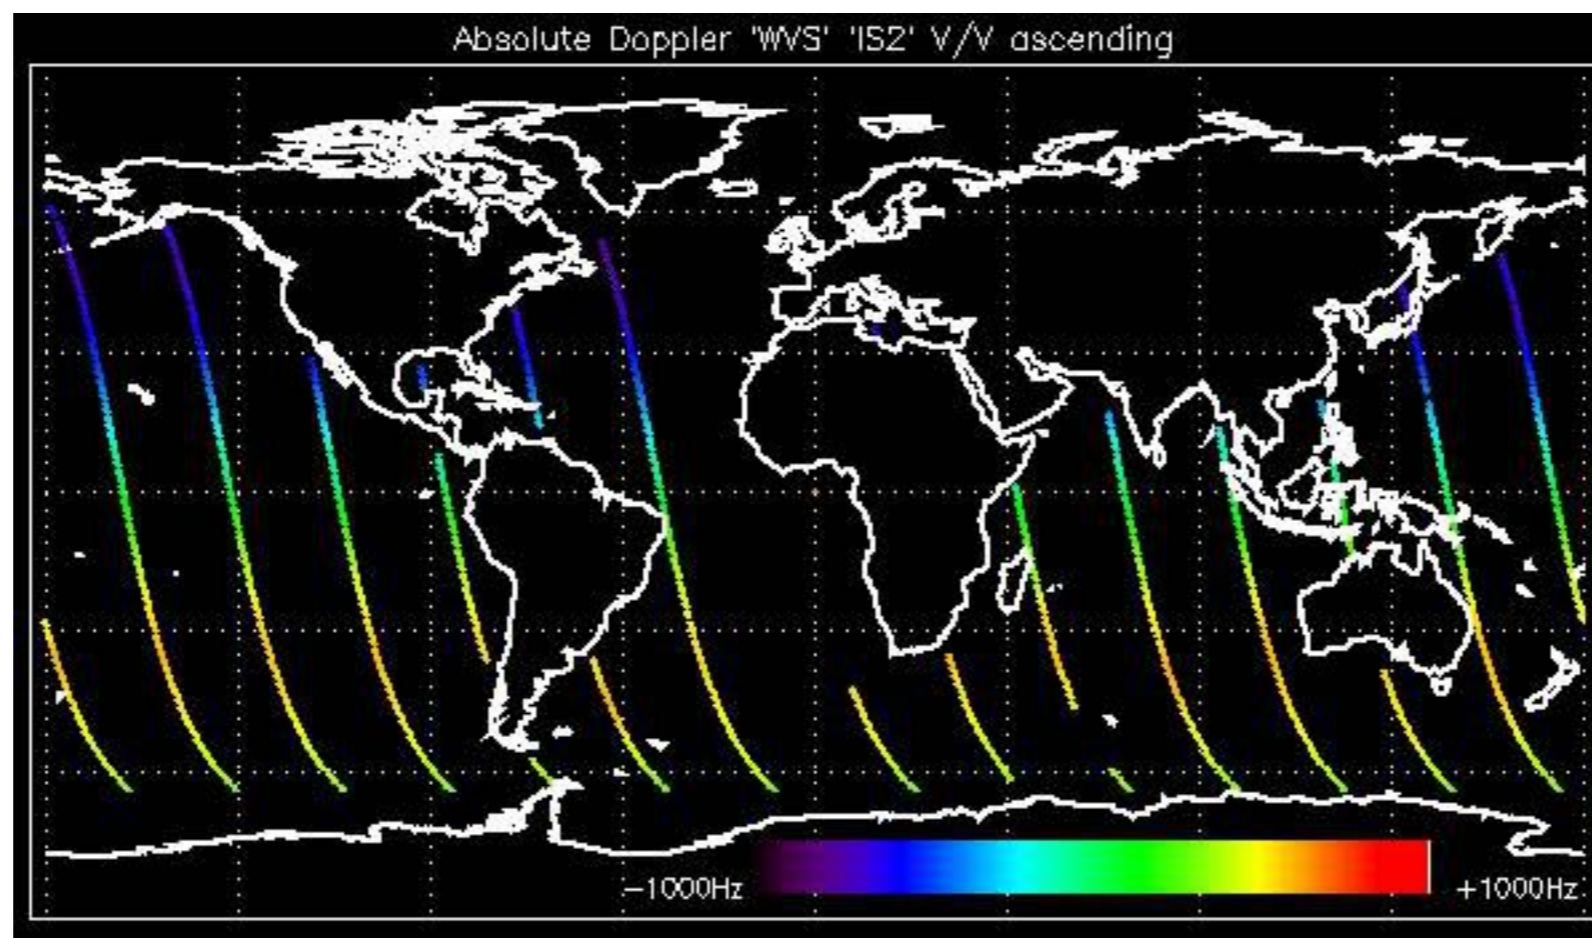 Absolute Doppler 'WVS' 'IS2' V/V ascending
−1000Hz +1000Hz